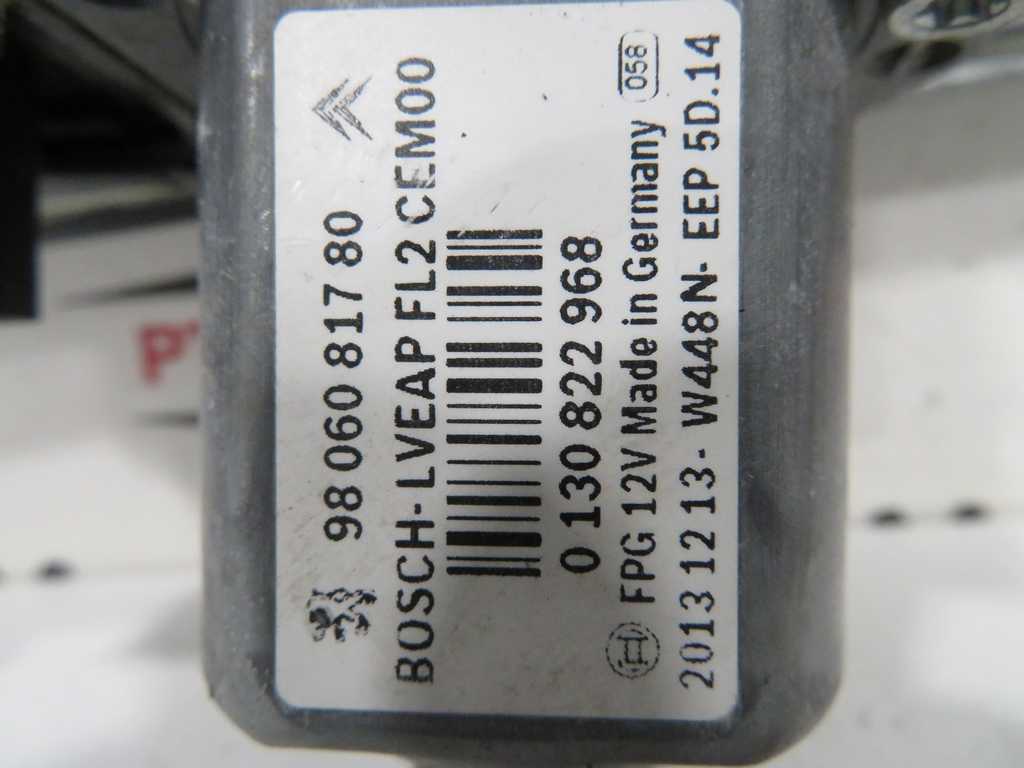 98 060 817 80
BOSCH-LVEAP FL2 CEM00
0 130 822 968
FPG 12V Made in Germany 058
2013 12 13- W448N- EEP 5D.14